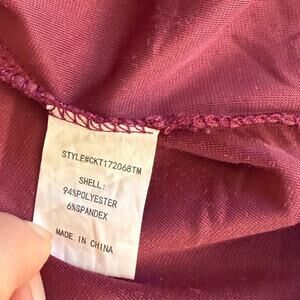 STYLE#CKT172068TM
SHELL:
94%POLYESTER
6%SPANDEX
MADE IN CHINA